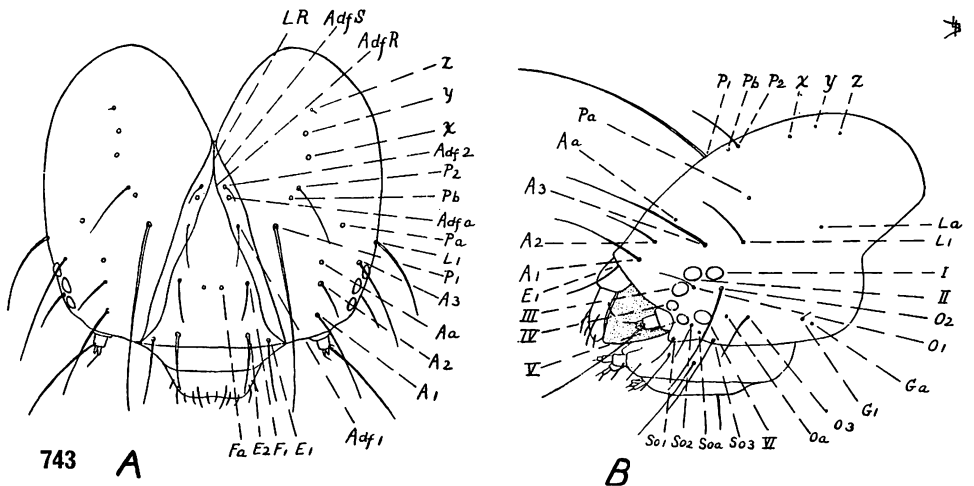 LR
AdfS
AdfR
Z
y
x
Adf2
P2
Pb
Adfa
Pa
L1
P1
A3
Aa
A2
A1
Adf1
Fa E2 F1 E1
743 A
P1 Pb P2 x y z
Pa
Aa
A3
A2
A1
E1
III
IV
V
La
L1
I
II
O2
O1
Ga
G1
O3
Oa
So1 So2 Soa So3 VI
B